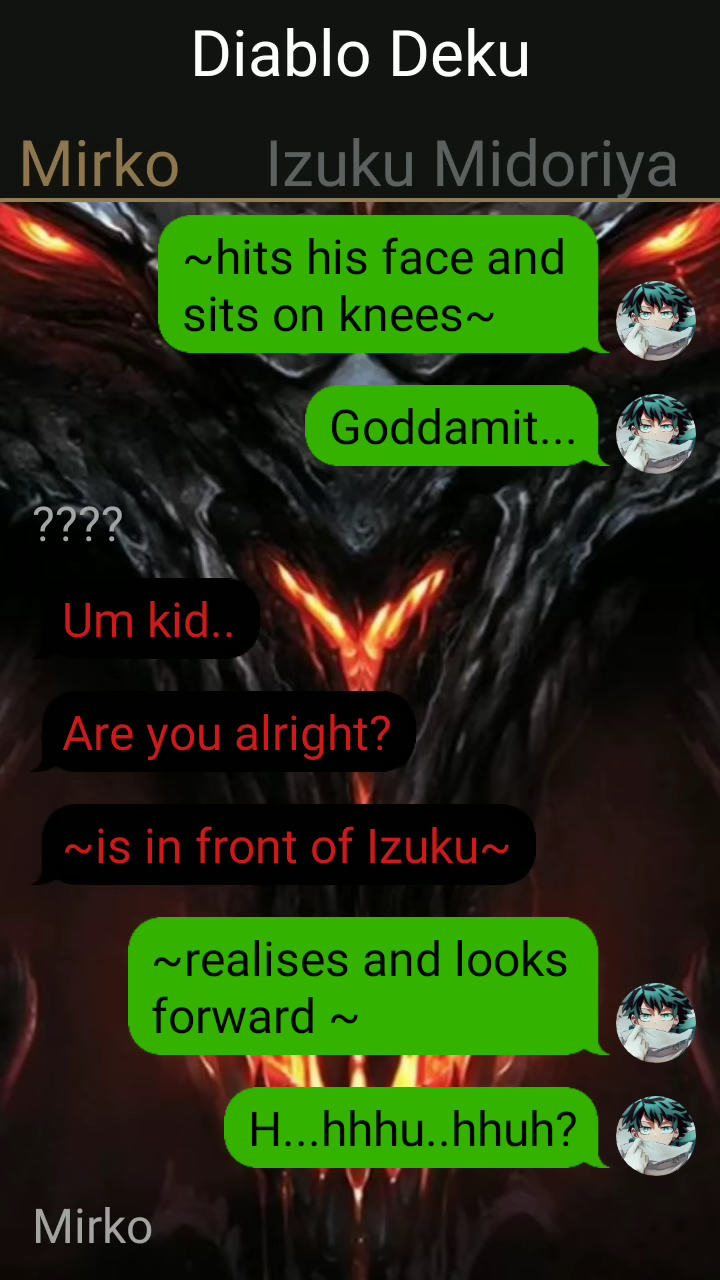 Diablo Deku
Mirko Izuku Midoriya
~hits his face and
sits on knees~
Goddamit...
????
Um kid..
Are you alright?
~is in front of Izuku~
~realises and looks
forward ~
H...hhhu..hhuh?
Mirko